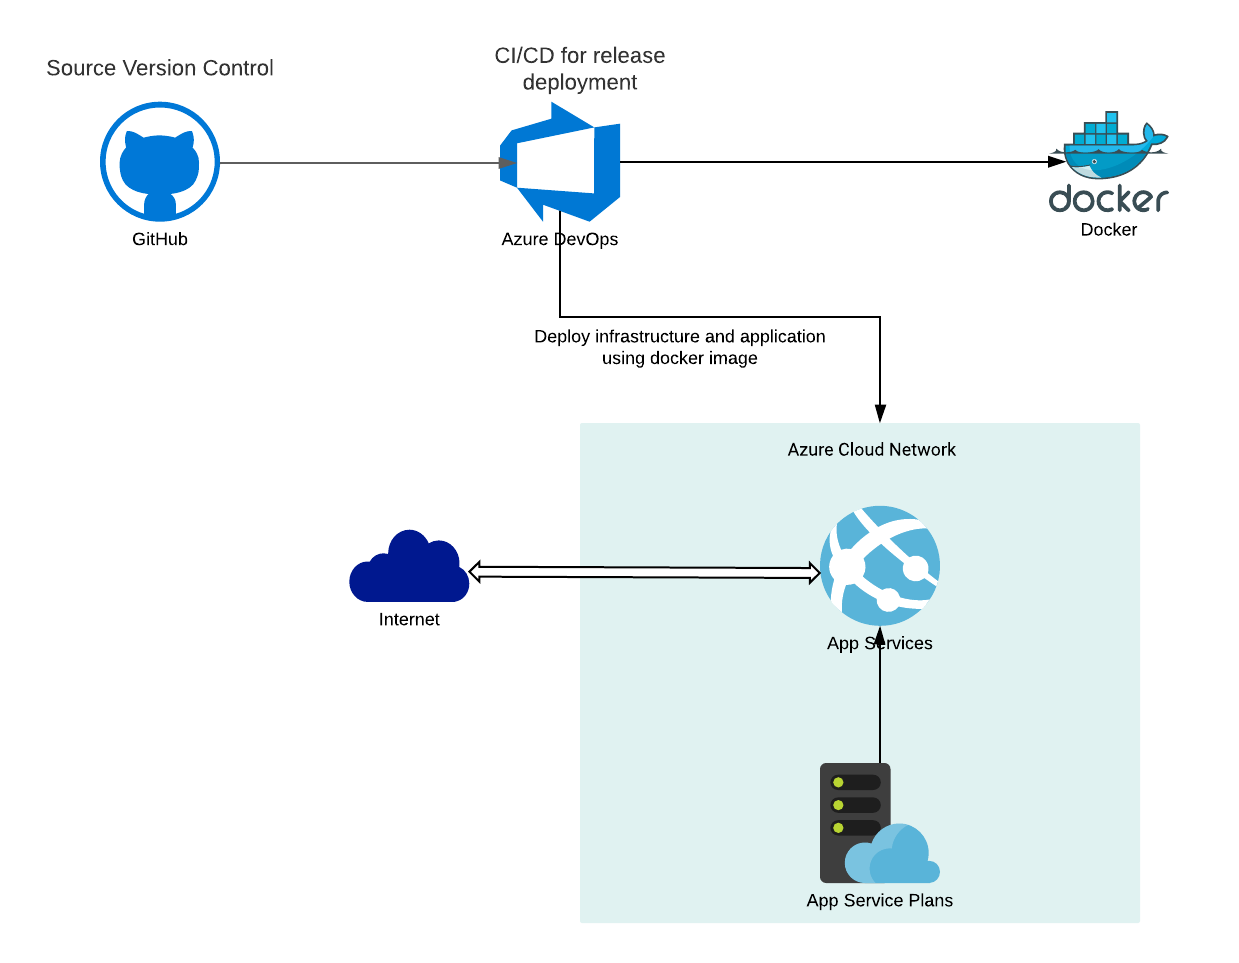 Source Version Control
CI/CD for release
deployment
GitHub
Azure DevOps
docker
Docker
Deploy infrastructure and application
using docker image
Azure Cloud Network
Internet
App Services
App Service Plans